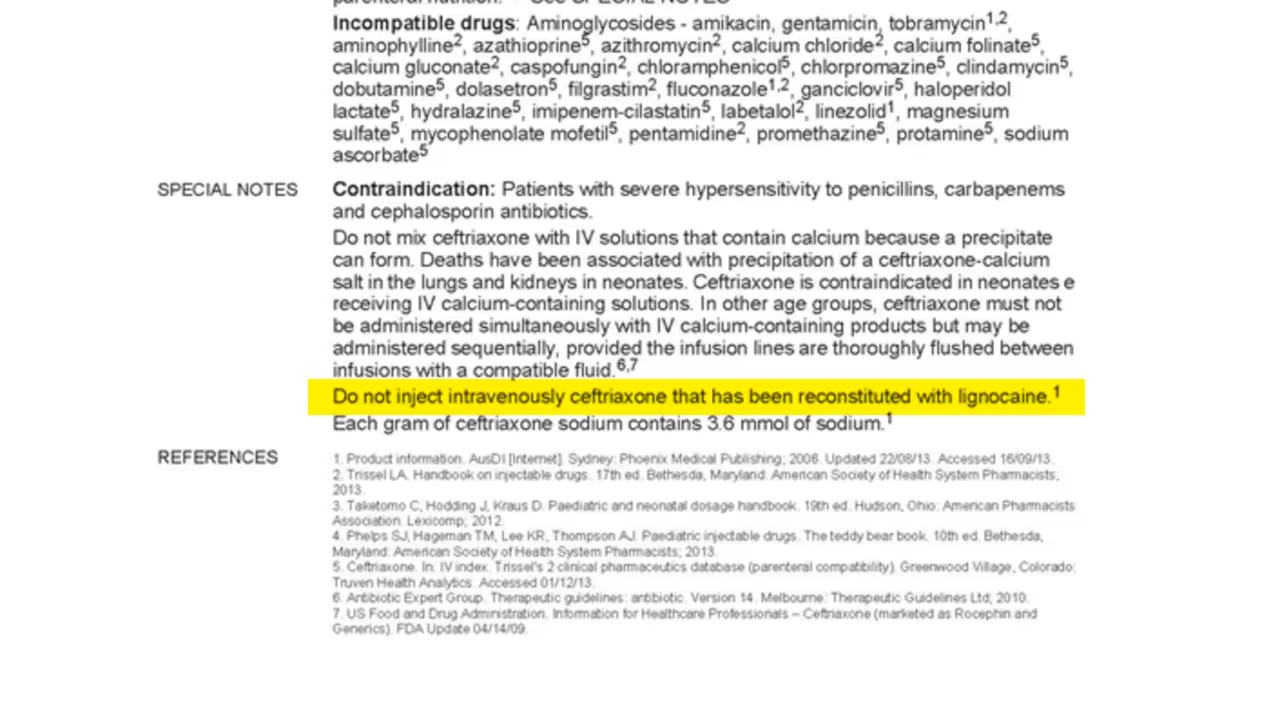 parenteral nutrition. SEE SPECIAL NOTES
Incompatible drugs: Aminoglycosides - amikacin, gentamicin, tobramycin1,2,
aminophylline2, azathioprine5, azithromycin2, calcium chloride2, calcium folinate5,
calcium gluconate2, caspofungin2, chloramphenicol5, chlorpromazine5, clindamycin5,
dobutamine5, dolasetron5, filgrastim2, fluconazole1,2, ganciclovir5, haloperidol
lactate5, hydralazine5, imipenem-cilastatin5, labetalol2, linezolid1, magnesium
sulfate5, mycophenolate mofetil5, pentamidine2, promethazine5, protamine5, sodium
ascorbate5
SPECIAL NOTES Contraindication: Patients with severe hypersensitivity to penicillins, carbapenems
and cephalosporin antibiotics.
Do not mix ceftriaxone with IV solutions that contain calcium because a precipitate
can form. Deaths have been associated with precipitation of a ceftriaxone-calcium
salt in the lungs and kidneys in neonates. Ceftriaxone is contraindicated in neonates e
receiving IV calcium-containing solutions. In other age groups, ceftriaxone must not
be administered simultaneously with IV calcium-containing products but may be
administered sequentially, provided the infusion lines are thoroughly flushed between
infusions with a compatible fluid.6,7
Do not inject intravenously ceftriaxone that has been reconstituted with lignocaine.1
Each gram of ceftriaxone sodium contains 3.6 mmol of sodium.1
REFERENCES 1. Product information. AusDI [Internet]. Sydney: Phoenix Medical Publishing; 2006. Updated 22/08/13. Accessed 16/09/13.
2. Trissel LA. Handbook on injectable drugs. 17th ed. Bethesda, Maryland: American Society of Health System Pharmacists;
2013.
3. Taketomo C, Hodding J, Kraus D. Paediatric and neonatal dosage handbook. 19th ed. Hudson, Ohio: American Pharmacists
Association. Lexicomp; 2012.
4. Phelps SJ, Hageman TM, Lee KR, Thompson AJ. Paediatric injectable drugs. The teddy bear book. 10th ed. Bethesda,
Maryland: American Society of Health System Pharmacists; 2013.
5. Ceftriaxone. In: IV index. Trissel's 2 clinical pharmaceutics database (parenteral compatibility). Greenwood Village, Colorado:
Truven Health Analytics. Accessed 01/12/13.
6. Antibiotic Expert Group. Therapeutic guidelines: antibiotic. Version 14. Melbourne: Therapeutic Guidelines Ltd; 2010.
7. US Food and Drug Administration. Information for Healthcare Professionals – Ceftriaxone (marketed as Rocephin and
Generics). FDA Update 04/14/09.